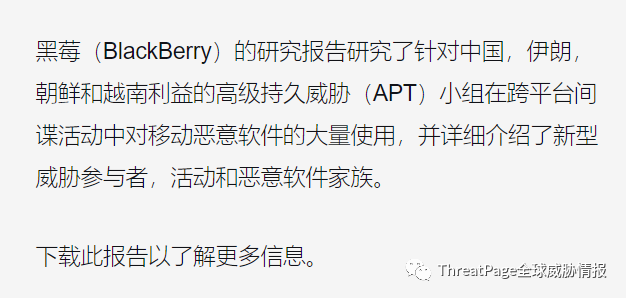 黑莓（BlackBerry）的研究报告研究了针对中国，伊朗，
朝鲜和越南利益的高级持久威胁（APT）小组在跨平台间
谍活动中对移动恶意软件的大量使用，并详细介绍了新型
威胁参与者，活动和恶意软件家族。
下载此报告以了解更多信息。
ThreatPage全球威胁情报